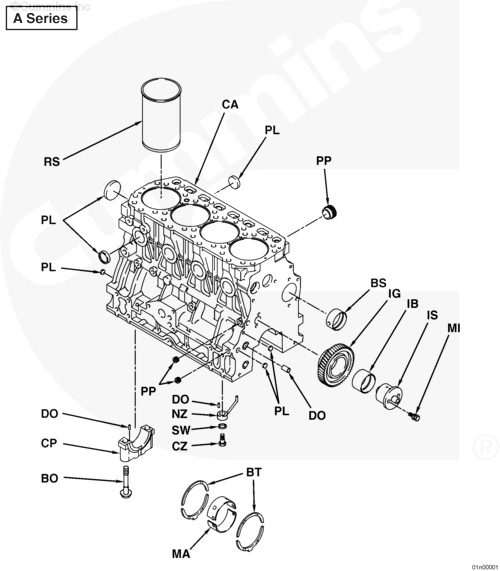 ©Cummins Inc
A Series
CA
PL
RS
PP
PL
PL
BS
IG
IB
IS
MI
PP
DO
NZ
SW
CZ
PL
DO
DO
CP
BO
BT
MA
Cummins
®
01n00001